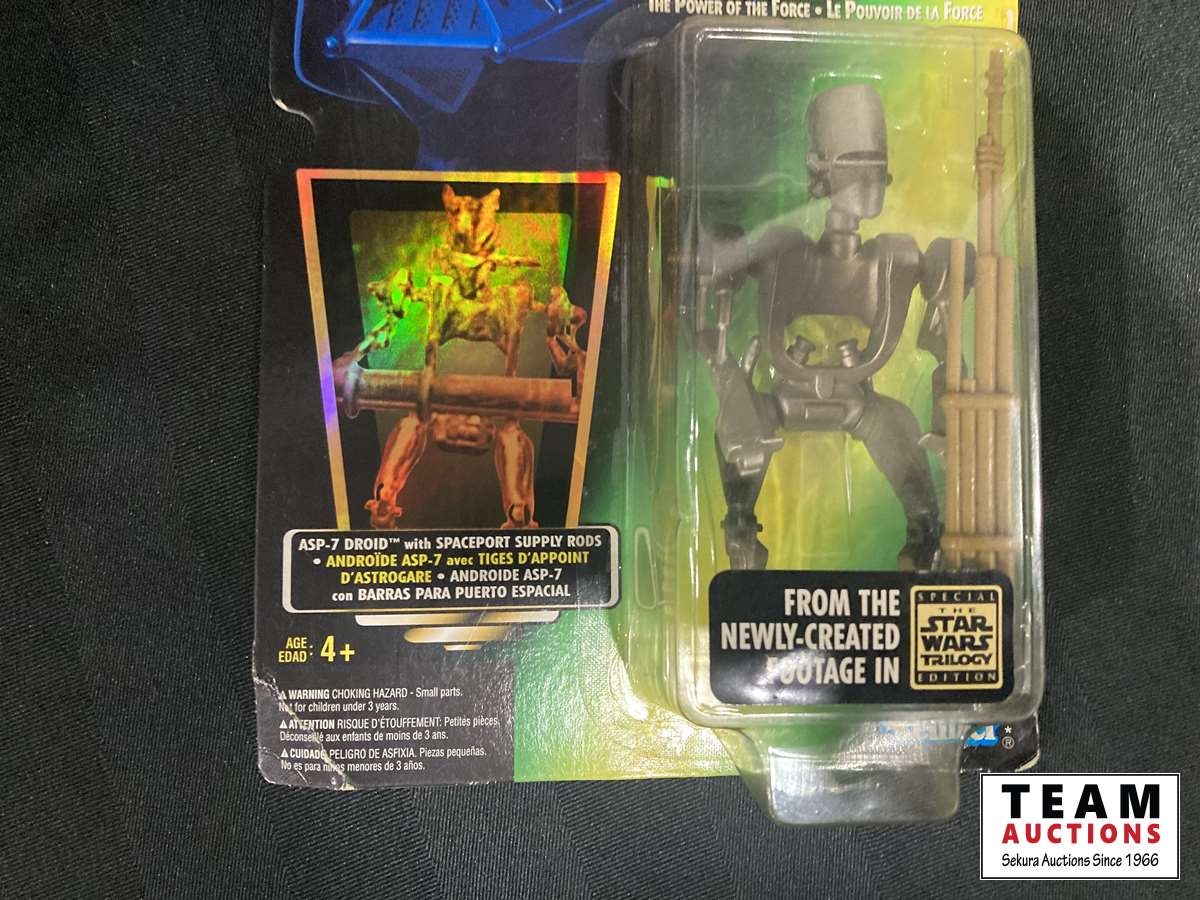 THE POWER OF THE FORCE • LE POUVOIR DE LA FORCE
ASP-7 DROID™ with SPACEPORT SUPPLY RODS
• ANDROÏDE ASP-7 avec TIGES D'APPOINT
D'ASTROGARE • ANDROIDE ASP-7
con BARRAS PARA PUERTO ESPACIAL
AGE
EDAD : 4+
⚠WARNING CHOKING HAZARD - Small parts.
Not for children under 3 years.
⚠ATTENTION RISQUE D'ÉTOUFFEMENT: Petites pièces.
Déconseillé aux enfants de moins de 3 ans.
⚠CUIDADO PELIGRO DE ASFIXIA. Piezas pequeñas.
No es para niños menores de 3 años.
FROM THE
NEWLY-CREATED
FOOTAGE IN
SPECIAL
THE
STAR
WARS
TRILOGY
EDITION
Kenner ®
TEAM
AUCTIONS
Sekura Auctions Since 1966